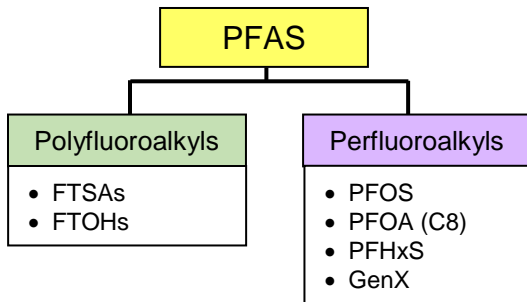 PFAS
Polyfluoroalkyls
• FTSAs
• FTOHs
Perfluoroalkyls
• PFOS
• PFOA (C8)
• PFHxS
• GenX